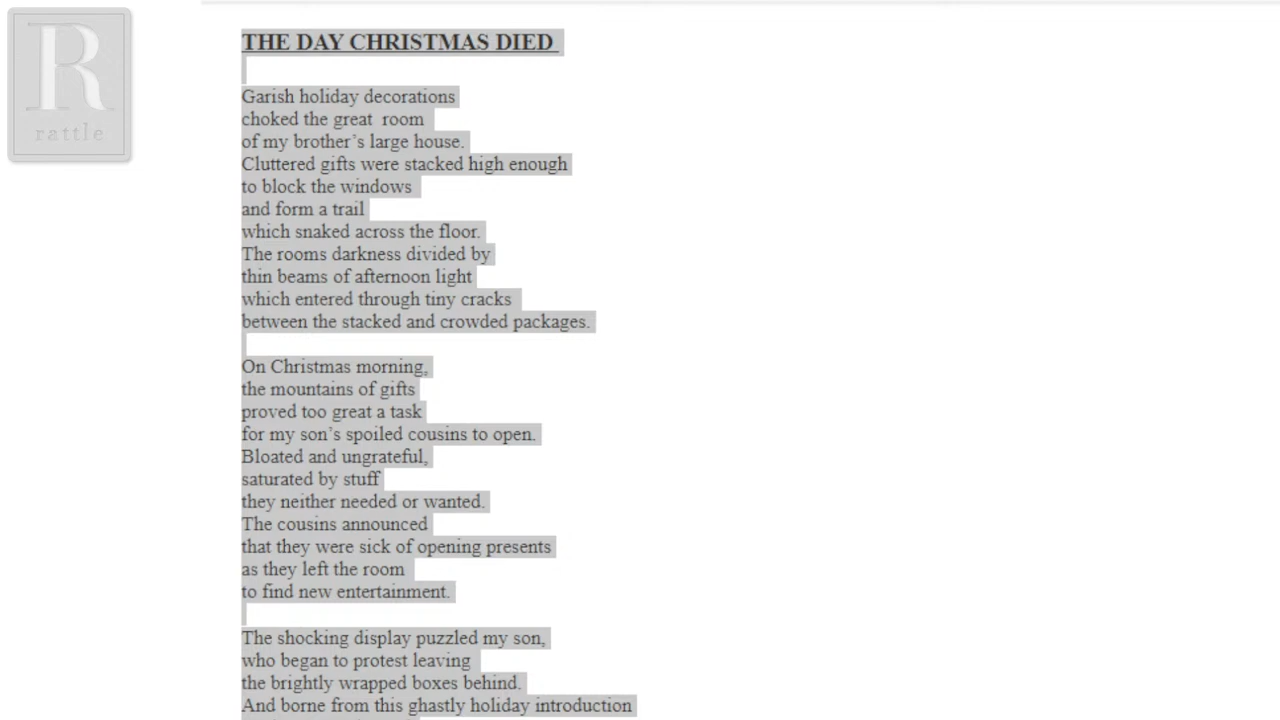 R
rattle
THE DAY CHRISTMAS DIED
Garish holiday decorations
choked the great  room
of my brother’s large house.
Cluttered gifts were stacked high enough
to block the windows
and form a trail
which snaked across the floor.
The rooms darkness divided by
thin beams of afternoon light
which entered through tiny cracks
between the stacked and crowded packages.
On Christmas morning,
the mountains of gifts
proved too great a task
for my son’s spoiled cousins to open.
Bloated and ungrateful,
saturated by stuff
they neither needed or wanted.
The cousins announced
that they were sick of opening presents
as they left the room
to find new entertainment.
The shocking display puzzled my son,
who began to protest leaving
the brightly wrapped boxes behind.
And borne from this ghastly holiday introduction